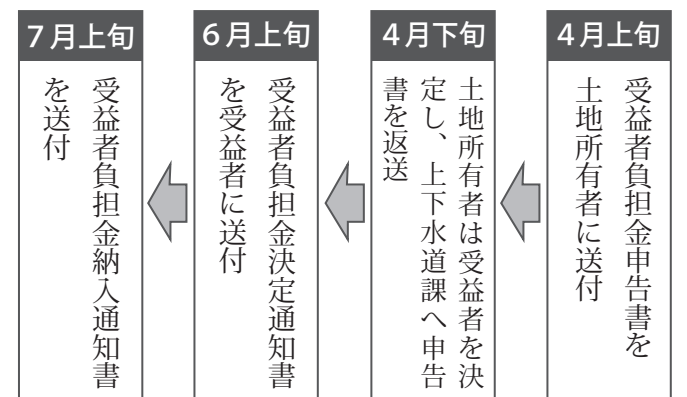 4月上旬
受益者負担金申告書を
土地所有者に送付
4月下旬
土地所有者は受益者を決
定し、上下水道課へ申告
書を返送
6月上旬
受益者負担金決定通知書
を受益者に送付
7月上旬
受益者負担金納入通知書
を送付